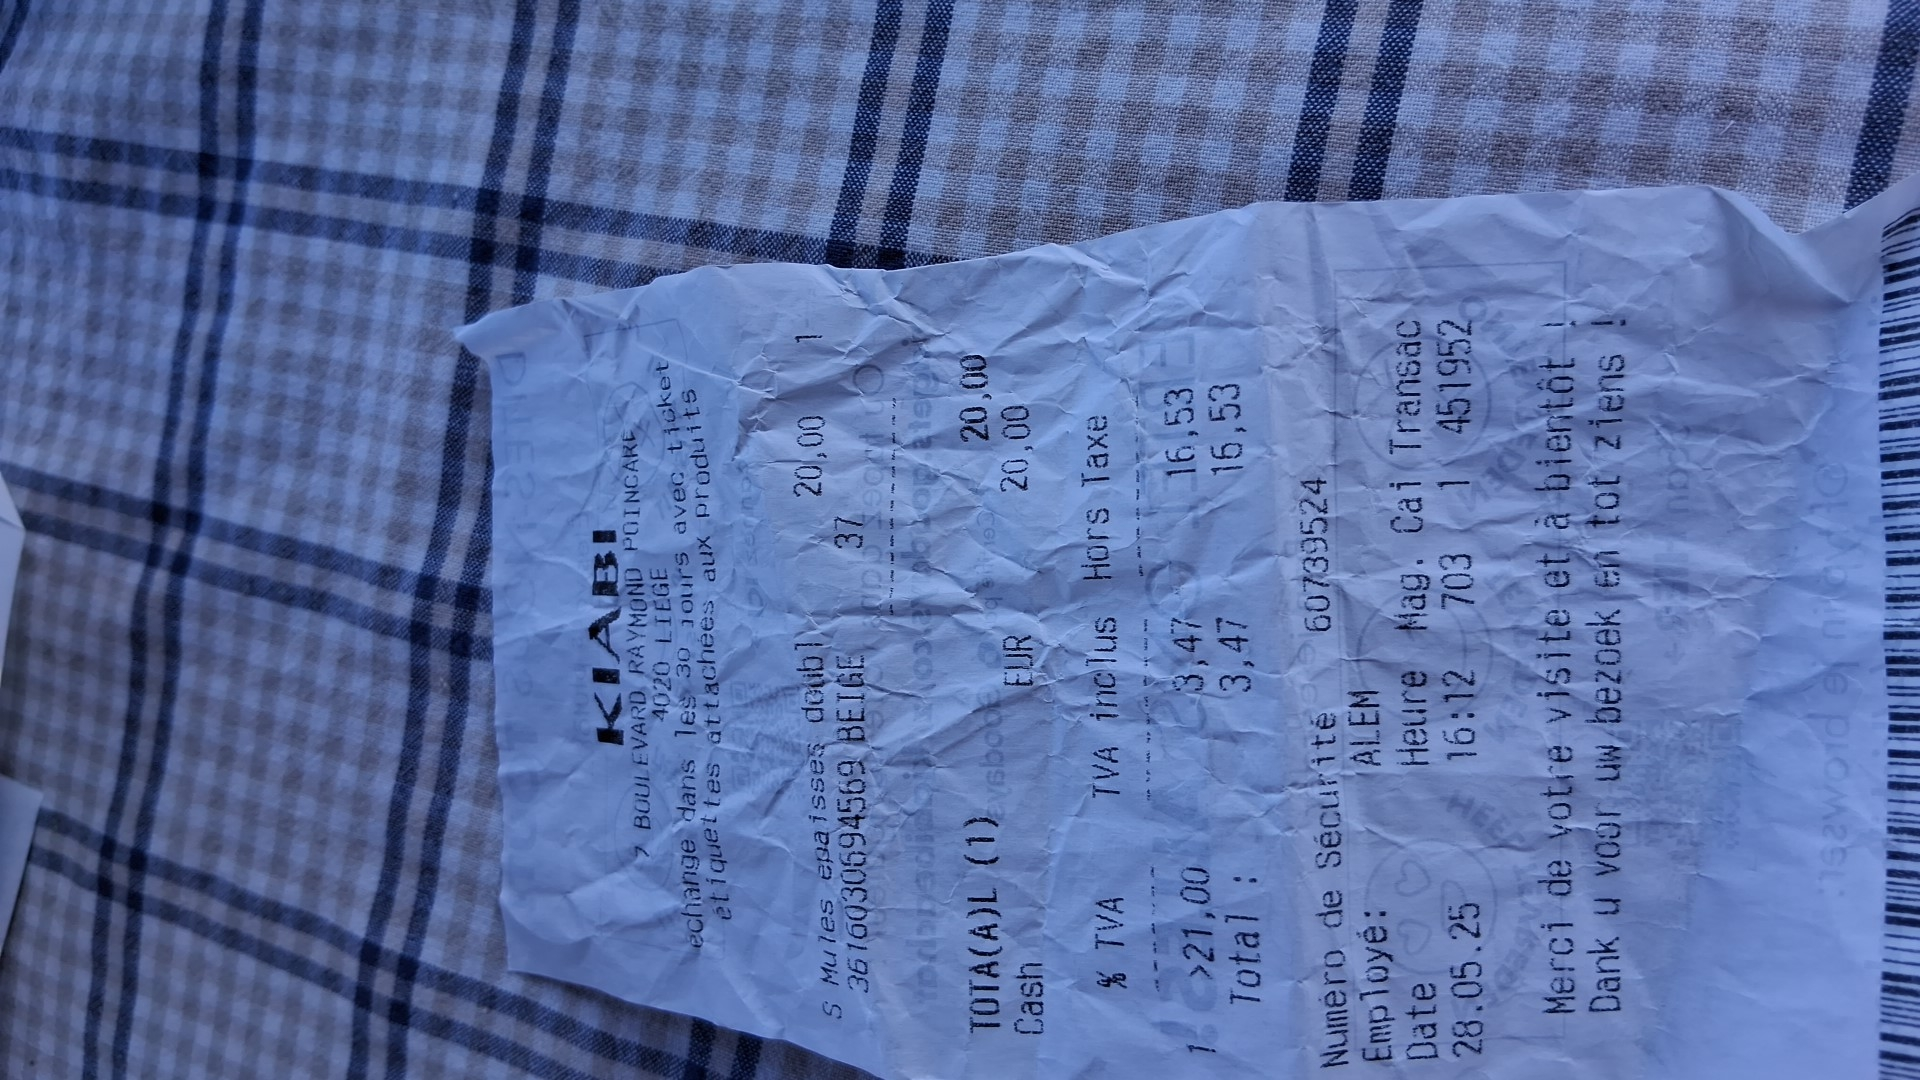 KIABI
7 BOULEVARD RAYMOND POINCARE
4020 LIEGE
echange dans les 30 jours avec ticket
étiquettes attachées aux produits
S Mules epaisses doubl 20,00 1
3616030694569 BEIGE 37
TOTA(A)L (1) 20,00
Cash EUR 20,00
% TVA TVA inclus Hors Taxe
1 >21,00 3,47 16,53
Total : 3,47 16,53
Numéro de Sécurité 60739524
Employé: ALEM
Date Heure Mag. Cai Transac
28.05.25 16:12 703 1 451952
Merci de votre visite et à bientôt !
Dank u voor uw bezoek en tot ziens !